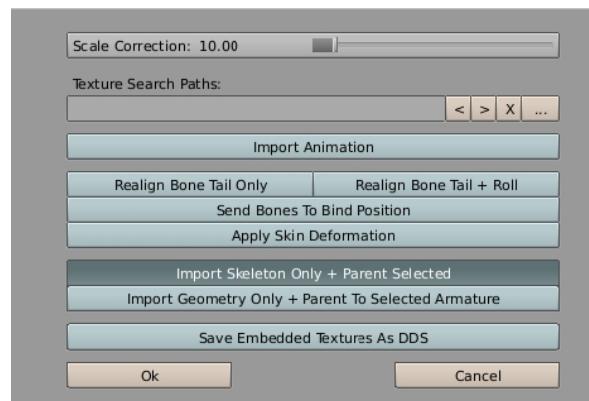 Scale Correction: 10.00
Texture Search Paths:
< > X ...
Import Animation
Realign Bone Tail Only Realign Bone Tail + Roll
Send Bones To Bind Position
Apply Skin Deformation
Import Skeleton Only + Parent Selected
Import Geometry Only + Parent To Selected Armature
Save Embedded Textures As DDS
Ok Cancel